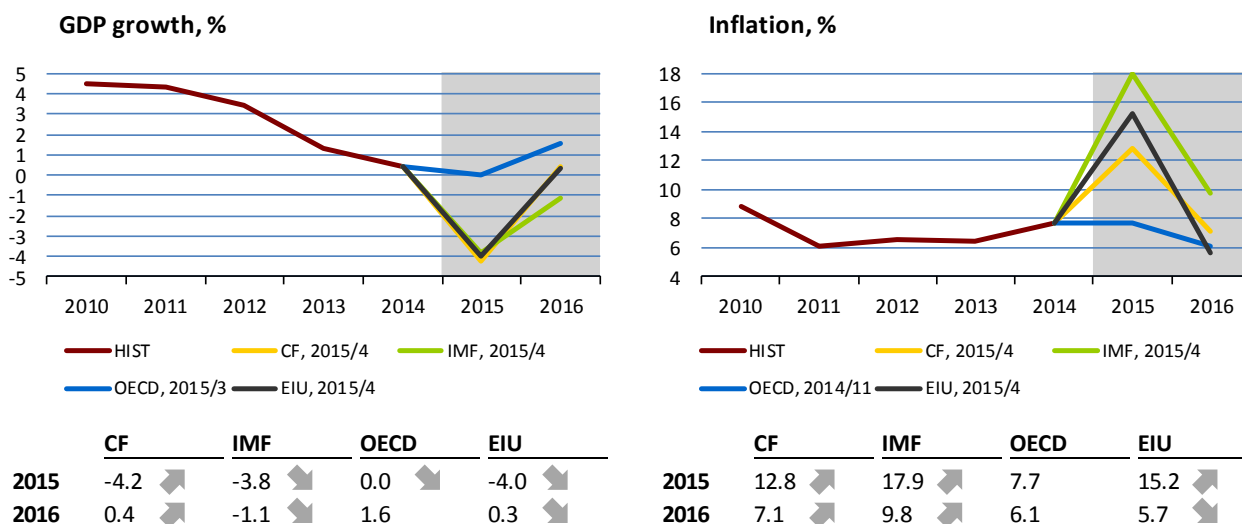 GDP growth, %
5
4
3
2
1
0
-1
-2
-3
-4
-5
2010 2011 2012 2013 2014 2015 2016
HIST CF, 2015/4 IMF, 2015/4
OECD, 2015/3 EIU, 2015/4
CF IMF OECD EIU
2015 -4.2 -3.8 0.0 -4.0
2016 0.4 -1.1 1.6 0.3
Inflation, %
18
16
14
12
10
8
6
4
2010 2011 2012 2013 2014 2015 2016
HIST CF, 2015/4 IMF, 2015/4
OECD, 2014/11 EIU, 2015/4
CF IMF OECD EIU
2015 12.8 17.9 7.7 15.2
2016 7.1 9.8 6.1 5.7